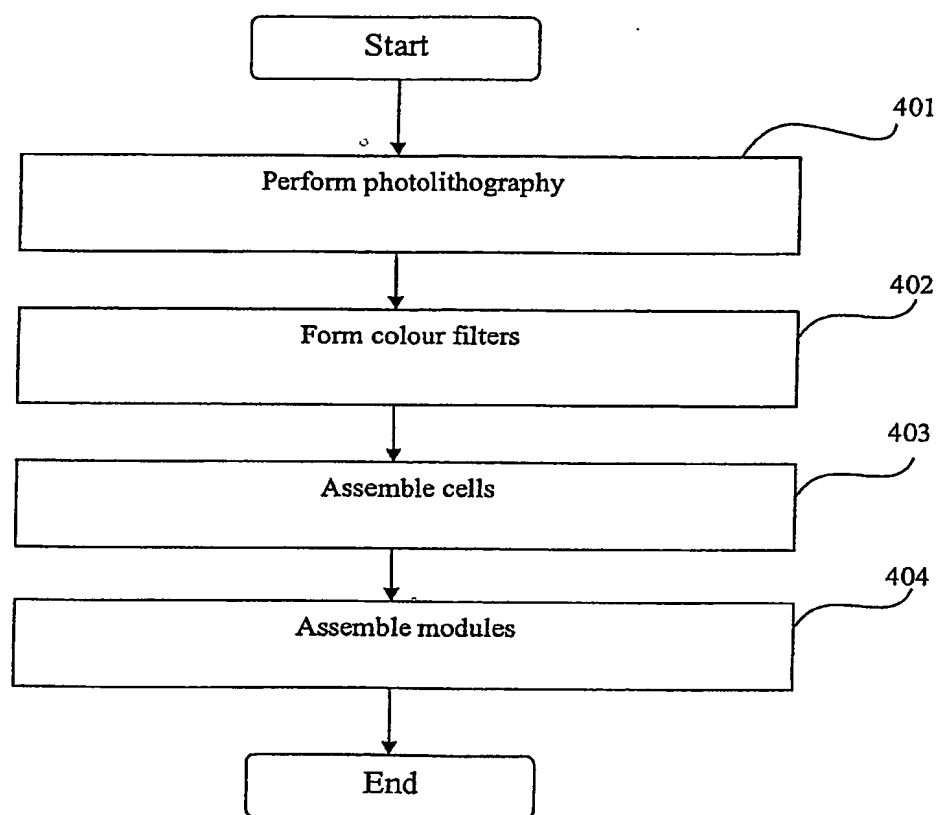 Start
401
Perform photolithography
402
Form colour filters
403
Assemble cells
404
Assemble modules
End